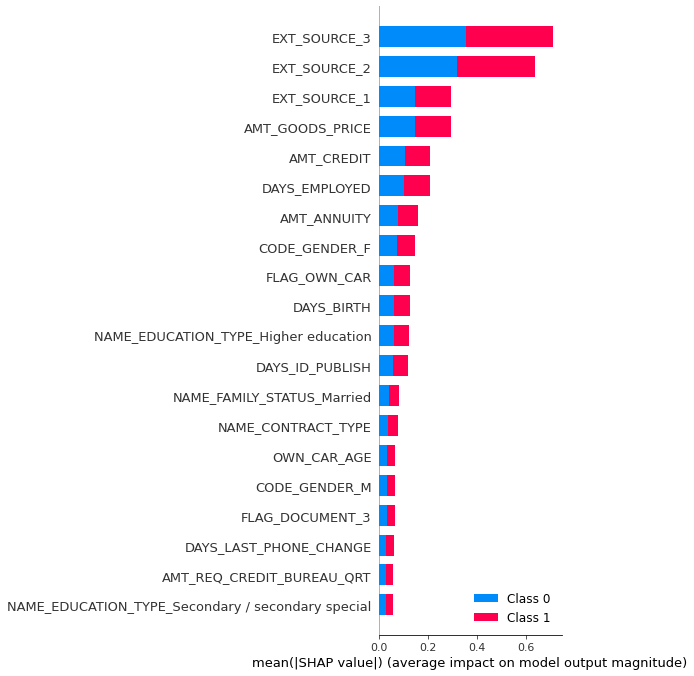 EXT_SOURCE_3
EXT_SOURCE_2
EXT_SOURCE_1
AMT_GOODS_PRICE
AMT_CREDIT
DAYS_EMPLOYED
AMT_ANNUITY
CODE_GENDER_F
FLAG_OWN_CAR
DAYS_BIRTH
NAME_EDUCATION_TYPE_Higher education
DAYS_ID_PUBLISH
NAME_FAMILY_STATUS_Married
NAME_CONTRACT_TYPE
OWN_CAR_AGE
CODE_GENDER_M
FLAG_DOCUMENT_3
DAYS_LAST_PHONE_CHANGE
AMT_REQ_CREDIT_BUREAU_QRT
NAME_EDUCATION_TYPE_Secondary / secondary special
Class 0
Class 1
0.0 0.2 0.4 0.6
mean(|SHAP value|) (average impact on model output magnitude)